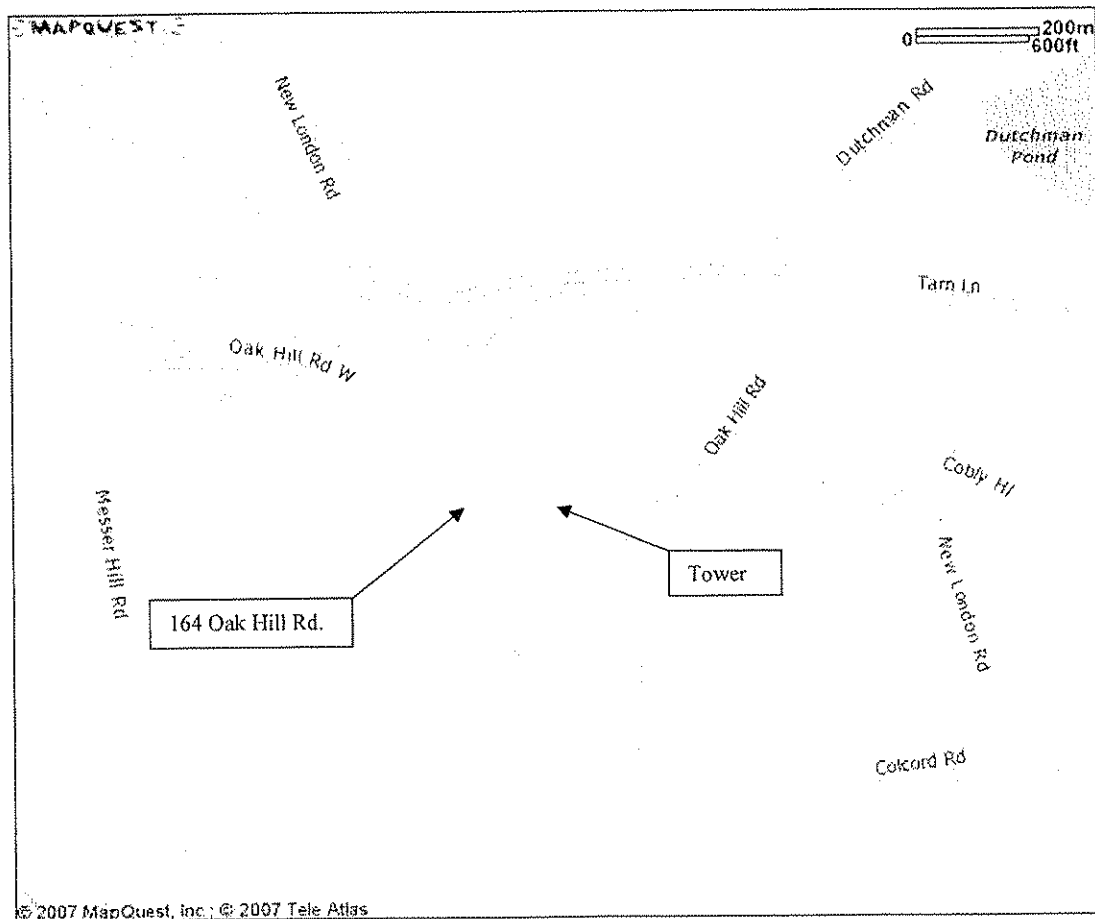 MAPQUEST
0 200m
600ft
New London Rd
Dutchman Rd
Dutchman
Pond
Tarn Ln
Oak Hill Rd W
Oak Hill Rd
Cobly Hl
Messer Hill Rd
Tower
New London Rd
164 Oak Hill Rd.
Colcord Rd
© 2007 MapQuest, Inc.; © 2007 Tele Atlas